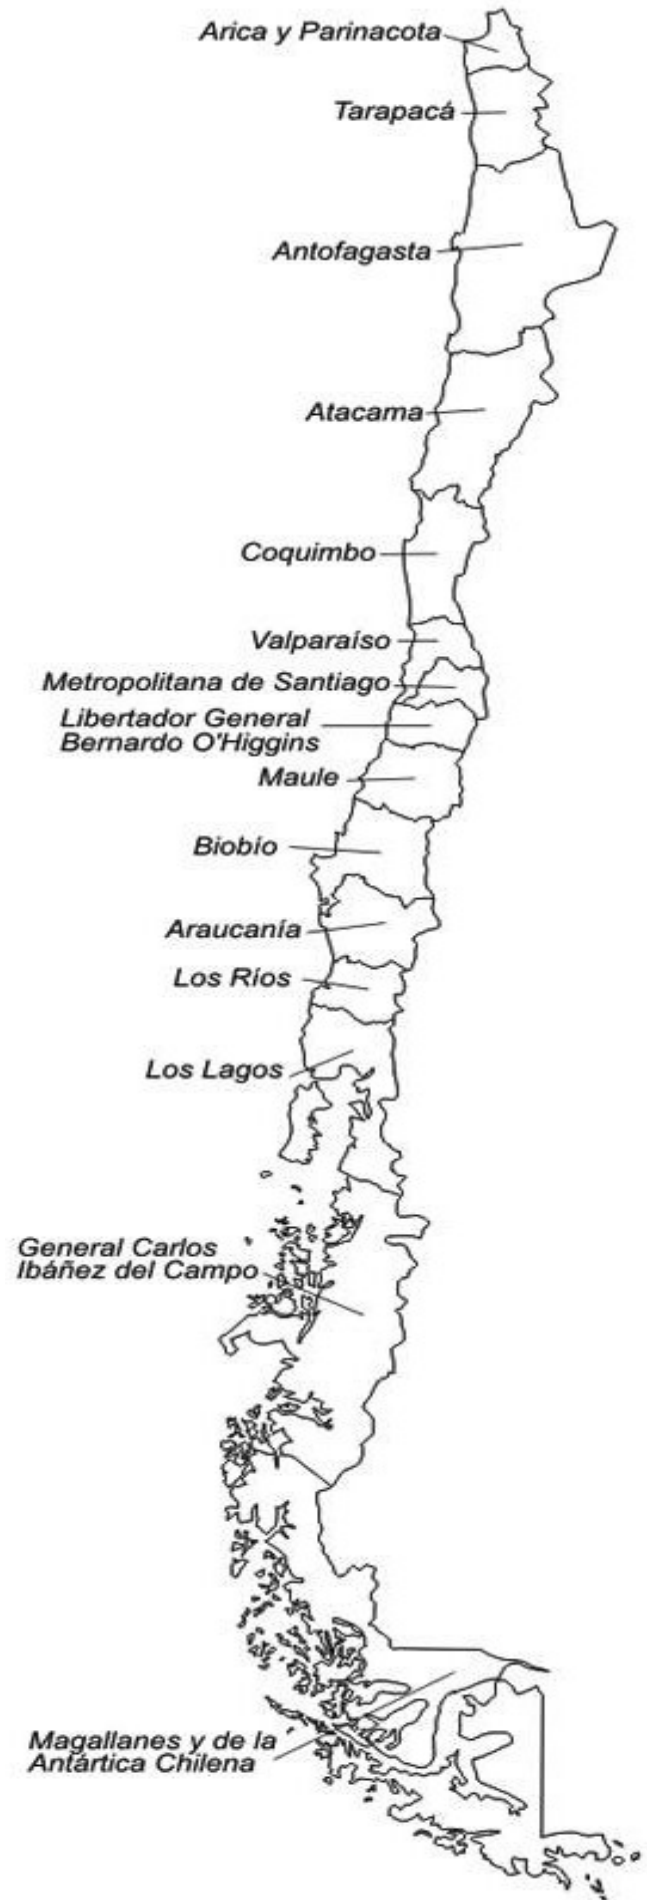 Arica y Parinacota
Tarapacá
Antofagasta
Atacama
Coquimbo
Valparaíso
Metropolitana de Santiago
Libertador General
Bernardo O'Higgins
Maule
Biobío
Araucanía
Los Ríos
Los Lagos
General Carlos
Ibáñez del Campo
Magallanes y de la
Antártica Chilena